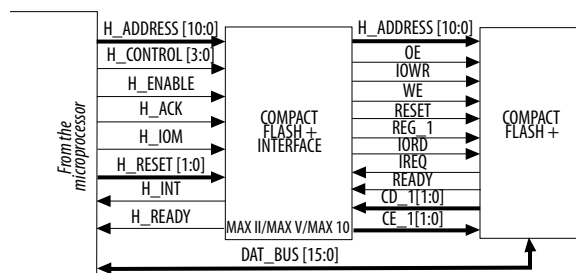 H_ADDRESS [10:0]
H_CONTROL [3:0]
H_ENABLE
H_ACK
H_IOM
H_RESET [1:0]
H_INT
H_READY
From the
microprocessor
COMPACT
FLASH +
INTERFACE
MAX II/MAX V/MAX 10
H_ADDRESS [10:0]
OE
IOWR
WE
RESET
REG_1
IORD
IREQ
READY
CD_1[1:0]
CE_1[1:0]
COMPACT
FLASH +
DAT_BUS [15:0]